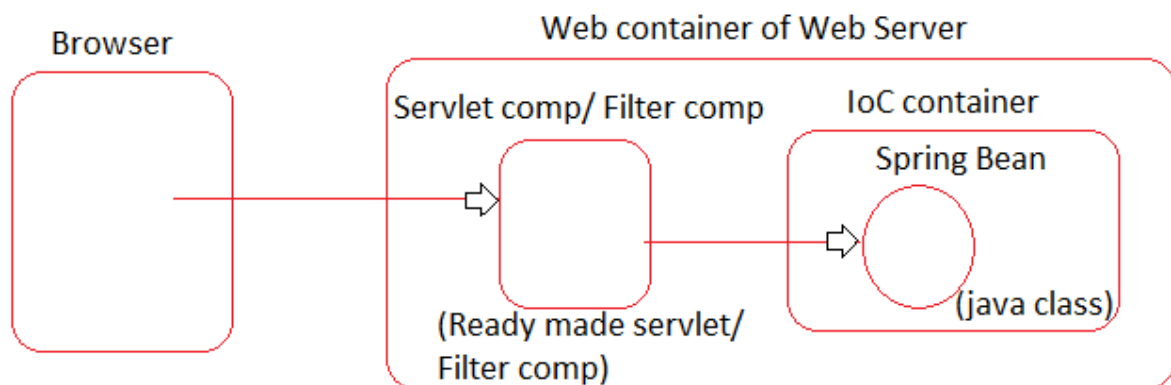 Browser
Web container of Web Server
Servlet comp/ Filter comp
IoC container
Spring Bean
(java class)
(Ready made servlet/
Filter comp)